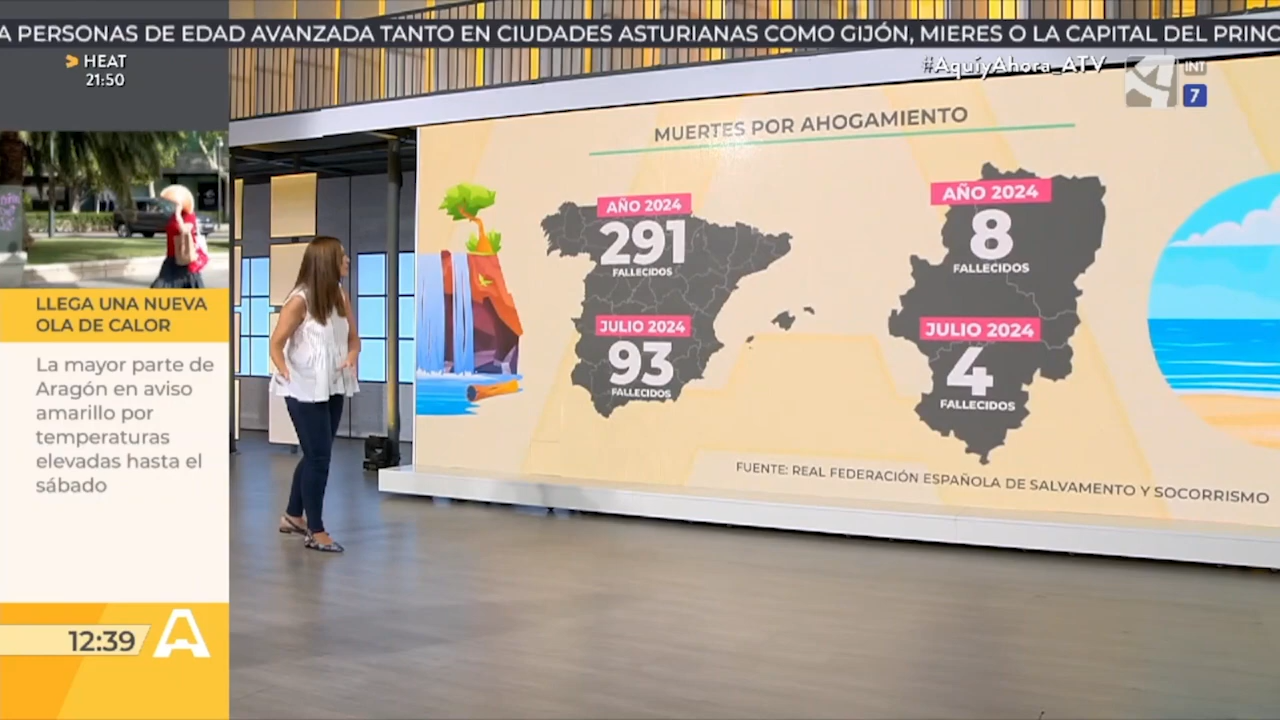 A PERSONAS DE EDAD AVANZADA TANTO EN CIUDADES ASTURIANAS COMO GIJÓN, MIERES O LA CAPITAL DEL PRINC
HEAT
21:50
#AquíyAhora_ATV
INT
7
MUERTES POR AHOGAMIENTO
AÑO 2024
291
FALLECIDOS
JULIO 2024
93
FALLECIDOS
AÑO 2024
8
FALLECIDOS
JULIO 2024
4
FALLECIDOS
FUENTE: REAL FEDERACIÓN ESPAÑOLA DE SALVAMENTO Y SOCORRISMO
LLEGA UNA NUEVA
OLA DE CALOR
La mayor parte de
Aragón en aviso
amarillo por
temperaturas
elevadas hasta el
sábado
12:39
A